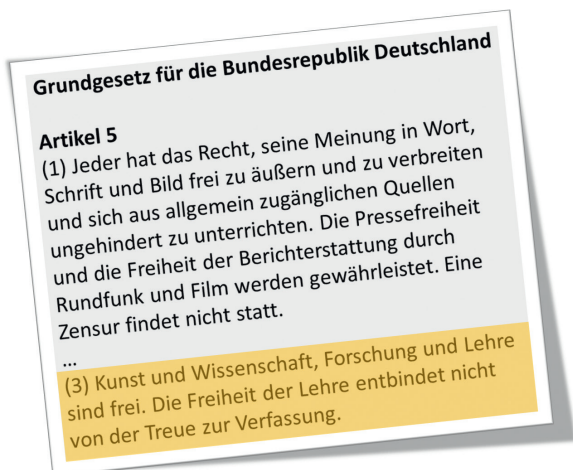 Grundgesetz für die Bundesrepublik Deutschland
Artikel 5
(1) Jeder hat das Recht, seine Meinung in Wort,
Schrift und Bild frei zu äußern und zu verbreiten
und sich aus allgemein zugänglichen Quellen
ungehindert zu unterrichten. Die Pressefreiheit
und die Freiheit der Berichterstattung durch
Rundfunk und Film werden gewährleistet. Eine
Zensur findet nicht statt.
...
(3) Kunst und Wissenschaft, Forschung und Lehre
sind frei. Die Freiheit der Lehre entbindet nicht
von der Treue zur Verfassung.